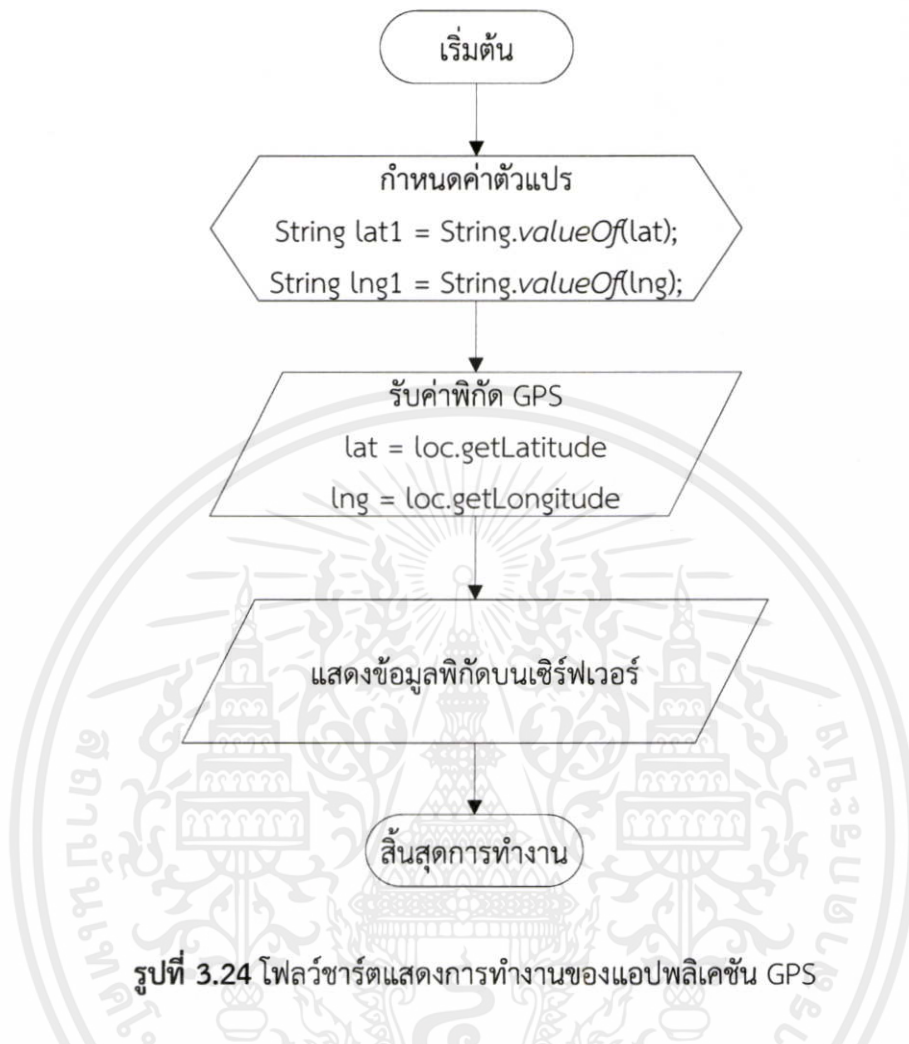 เริ่มต้น
กำหนดค่าตัวแปร
String lat1 = String.valueOf(lat);
String lng1 = String.valueOf(lng);
รับค่าพิกัด GPS
lat = loc.getLatitude
lng = loc.getLongitude
แสดงข้อมูลพิกัดบนเซิร์ฟเวอร์
สิ้นสุดการทำงาน
รูปที่ 3.24 โฟลว์ชาร์ตแสดงการทำงานของแอปพลิเคชัน GPS